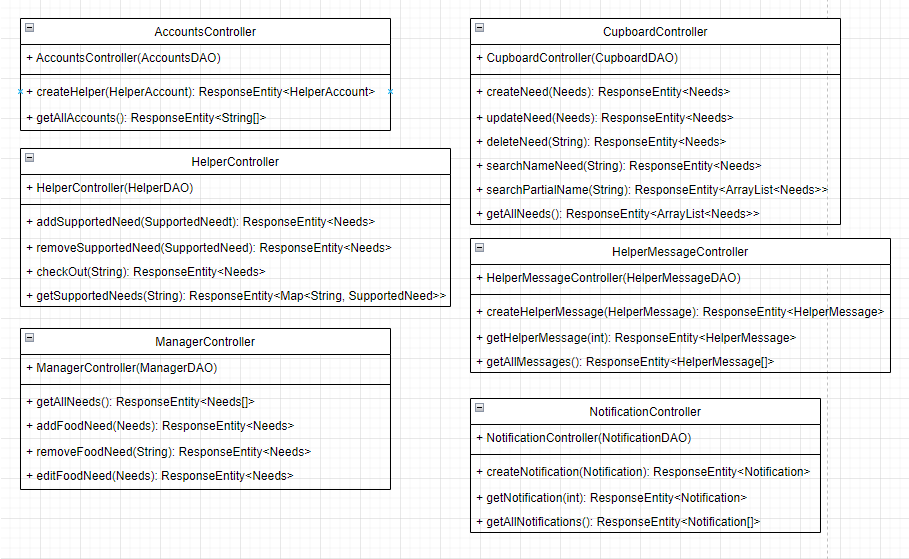 AccountsController
+ AccountsController(AccountsDAO)
+ createHelper(HelperAccount): ResponseEntity<HelperAccount>
+ getAllAccounts(): ResponseEntity<String[]>
HelperController
+ HelperController(HelperDAO)
+ addSupportedNeed(SupportedNeedt): ResponseEntity<Needs>
+ removeSupportedNeed(SupportedNeed): ResponseEntity<Needs>
+ checkOut(String): ResponseEntity<Needs>
+ getSupportedNeeds(String): ResponseEntity<Map<String, SupportedNeed>>
ManagerController
+ ManagerController(ManagerDAO)
+ getAllNeeds(): ResponseEntity<Needs[]>
+ addFoodNeed(Needs): ResponseEntity<Needs>
+ removeFoodNeed(String): ResponseEntity<Needs>
+ editFoodNeed(Needs): ResponseEntity<Needs>
CupboardController
+ CupboardController(CupboardDAO)
+ createNeed(Needs): ResponseEntity<Needs>
+ updateNeed(Needs): ResponseEntity<Needs>
+ deleteNeed(String): ResponseEntity<Needs>
+ searchNameNeed(String): ResponseEntity<Needs>
+ searchPartialName(String): ResponseEntity<ArrayList<Needs>>
+ getAllNeeds(): ResponseEntity<ArrayList<Needs>>
HelperMessageController
+ HelperMessageController(HelperMessageDAO)
+ createHelperMessage(HelperMessage): ResponseEntity<HelperMessage>
+ getHelperMessage(int): ResponseEntity<HelperMessage>
+ getAllMessages(): ResponseEntity<HelperMessage[]>
NotificationController
+ NotificationController(NotificationDAO)
+ createNotification(Notification): ResponseEntity<Notification>
+ getNotification(int): ResponseEntity<Notification>
+ getAllNotifications(): ResponseEntity<Notification[]>